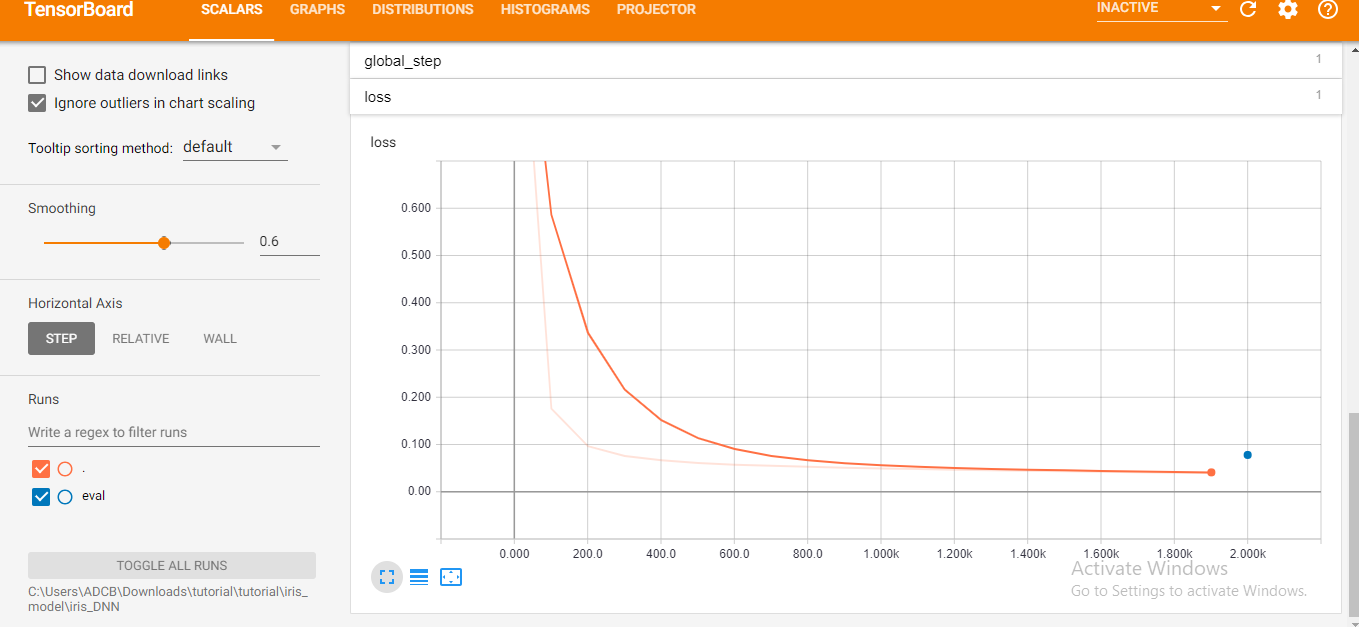 TensorBoard
SCALARS GRAPHS DISTRIBUTIONS HISTOGRAMS PROJECTOR
INACTIVE
Show data download links
Ignore outliers in chart scaling
Tooltip sorting method: default
Smoothing
0.6
Horizontal Axis
STEP RELATIVE WALL
Runs
Write a regex to filter runs
.
eval
TOGGLE ALL RUNS
C:\Users\ADCB\Downloads\tutorial\tutorial\iris_
model\iris_DNN
global_step 1
loss 1
loss
0.600
0.500
0.400
0.300
0.200
0.100
0.00
0.000 200.0 400.0 600.0 800.0 1.000k 1.200k 1.400k 1.600k 1.800k 2.000k
Activate Windows
Go to Settings to activate Windows.